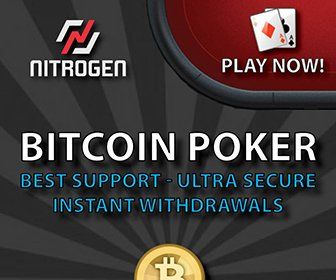 NITROGEN
PLAY NOW!
BITCOIN POKER
BEST SUPPORT - ULTRA SECURE
INSTANT WITHDRAWALS